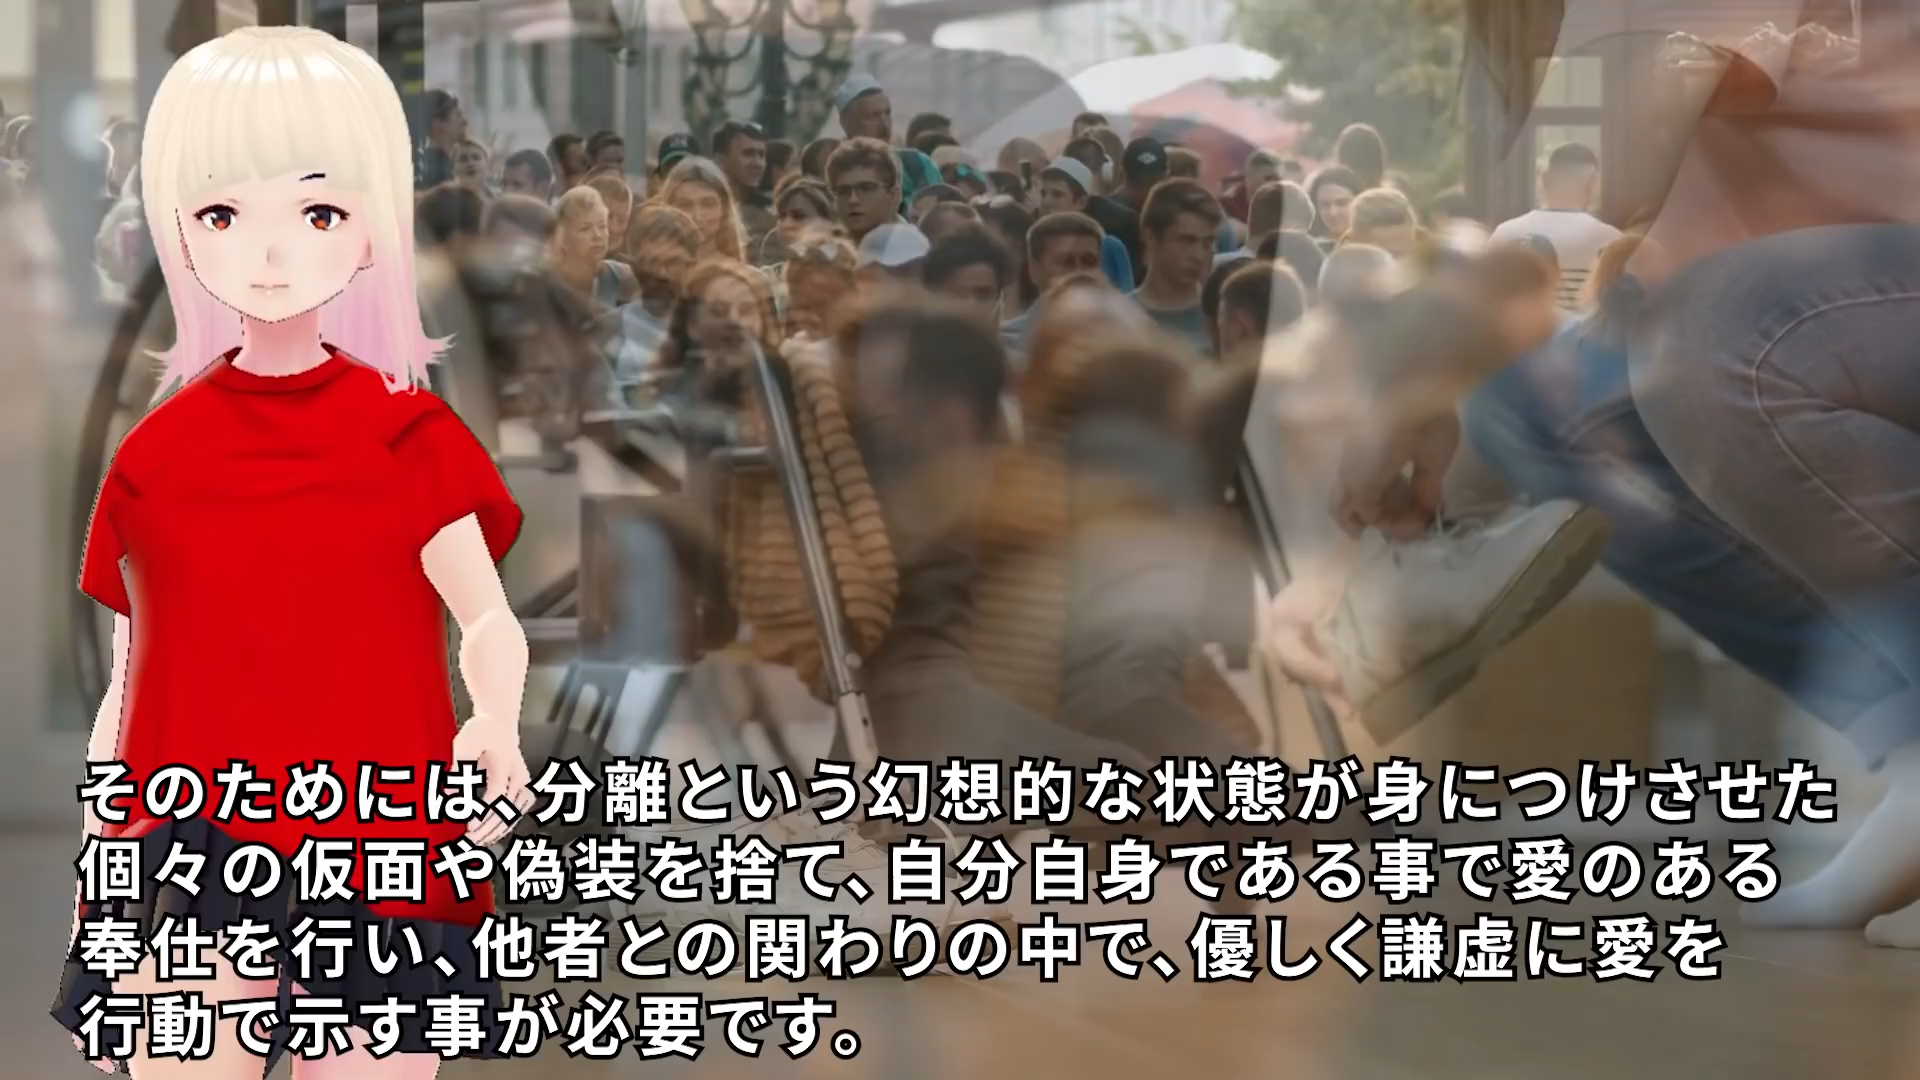 そのためには、分離という幻想的な状態が身につけさせた
個々の仮面や偽装を捨て、自分自身である事で愛のある
奉仕を行い、他者との関わりの中で、優しく謙虚に愛を
行動で示す事が必要です。